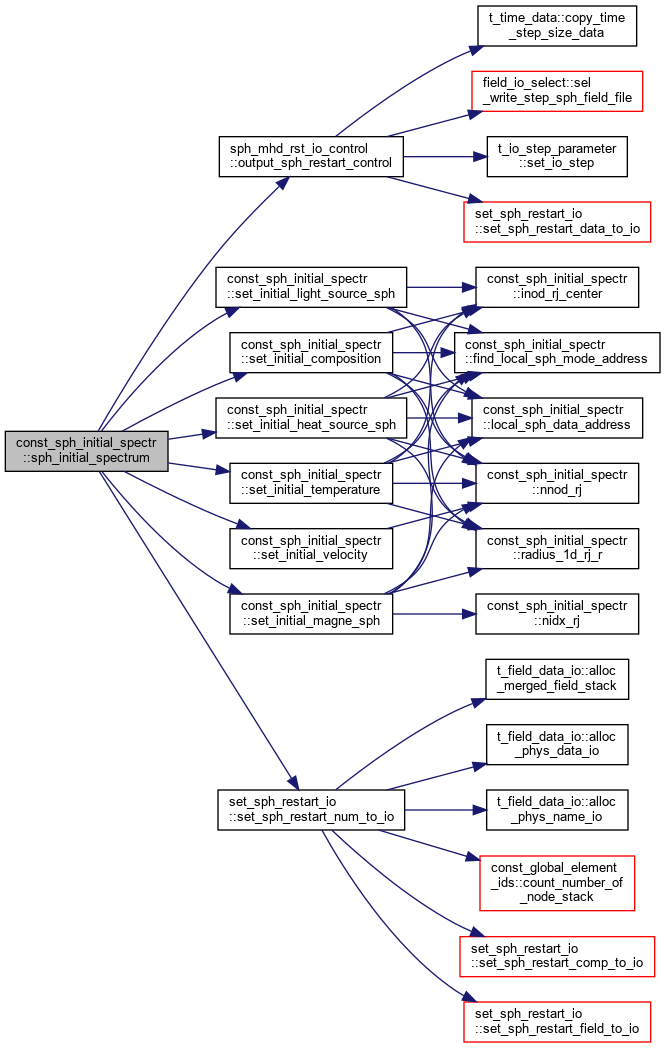 t_time_data::copy_time
_step_size_data
field_io_select::sel
_write_step_sph_field_file
sph_mhd_rst_io_control
::output_sph_restart_control
t_io_step_parameter
::set_io_step
set_sph_restart_io
::set_sph_restart_data_to_io
const_sph_initial_spectr
::set_initial_light_source_sph
const_sph_initial_spectr
::inod_rj_center
const_sph_initial_spectr
::set_initial_composition
const_sph_initial_spectr
::find_local_sph_mode_address
const_sph_initial_spectr
::set_initial_heat_source_sph
const_sph_initial_spectr
::local_sph_data_address
const_sph_initial_spectr
::sph_initial_spectrum
const_sph_initial_spectr
::set_initial_temperature
const_sph_initial_spectr
::nnod_rj
const_sph_initial_spectr
::set_initial_velocity
const_sph_initial_spectr
::radius_1d_rj_r
const_sph_initial_spectr
::set_initial_magne_sph
const_sph_initial_spectr
::nidx_rj
t_field_data_io::alloc
_merged_field_stack
t_field_data_io::alloc
_phys_data_io
set_sph_restart_io
::set_sph_restart_num_to_io
t_field_data_io::alloc
_phys_name_io
const_global_element
_ids::count_number_of
_node_stack
set_sph_restart_io
::set_sph_restart_comp_to_io
set_sph_restart_io
::set_sph_restart_field_to_io